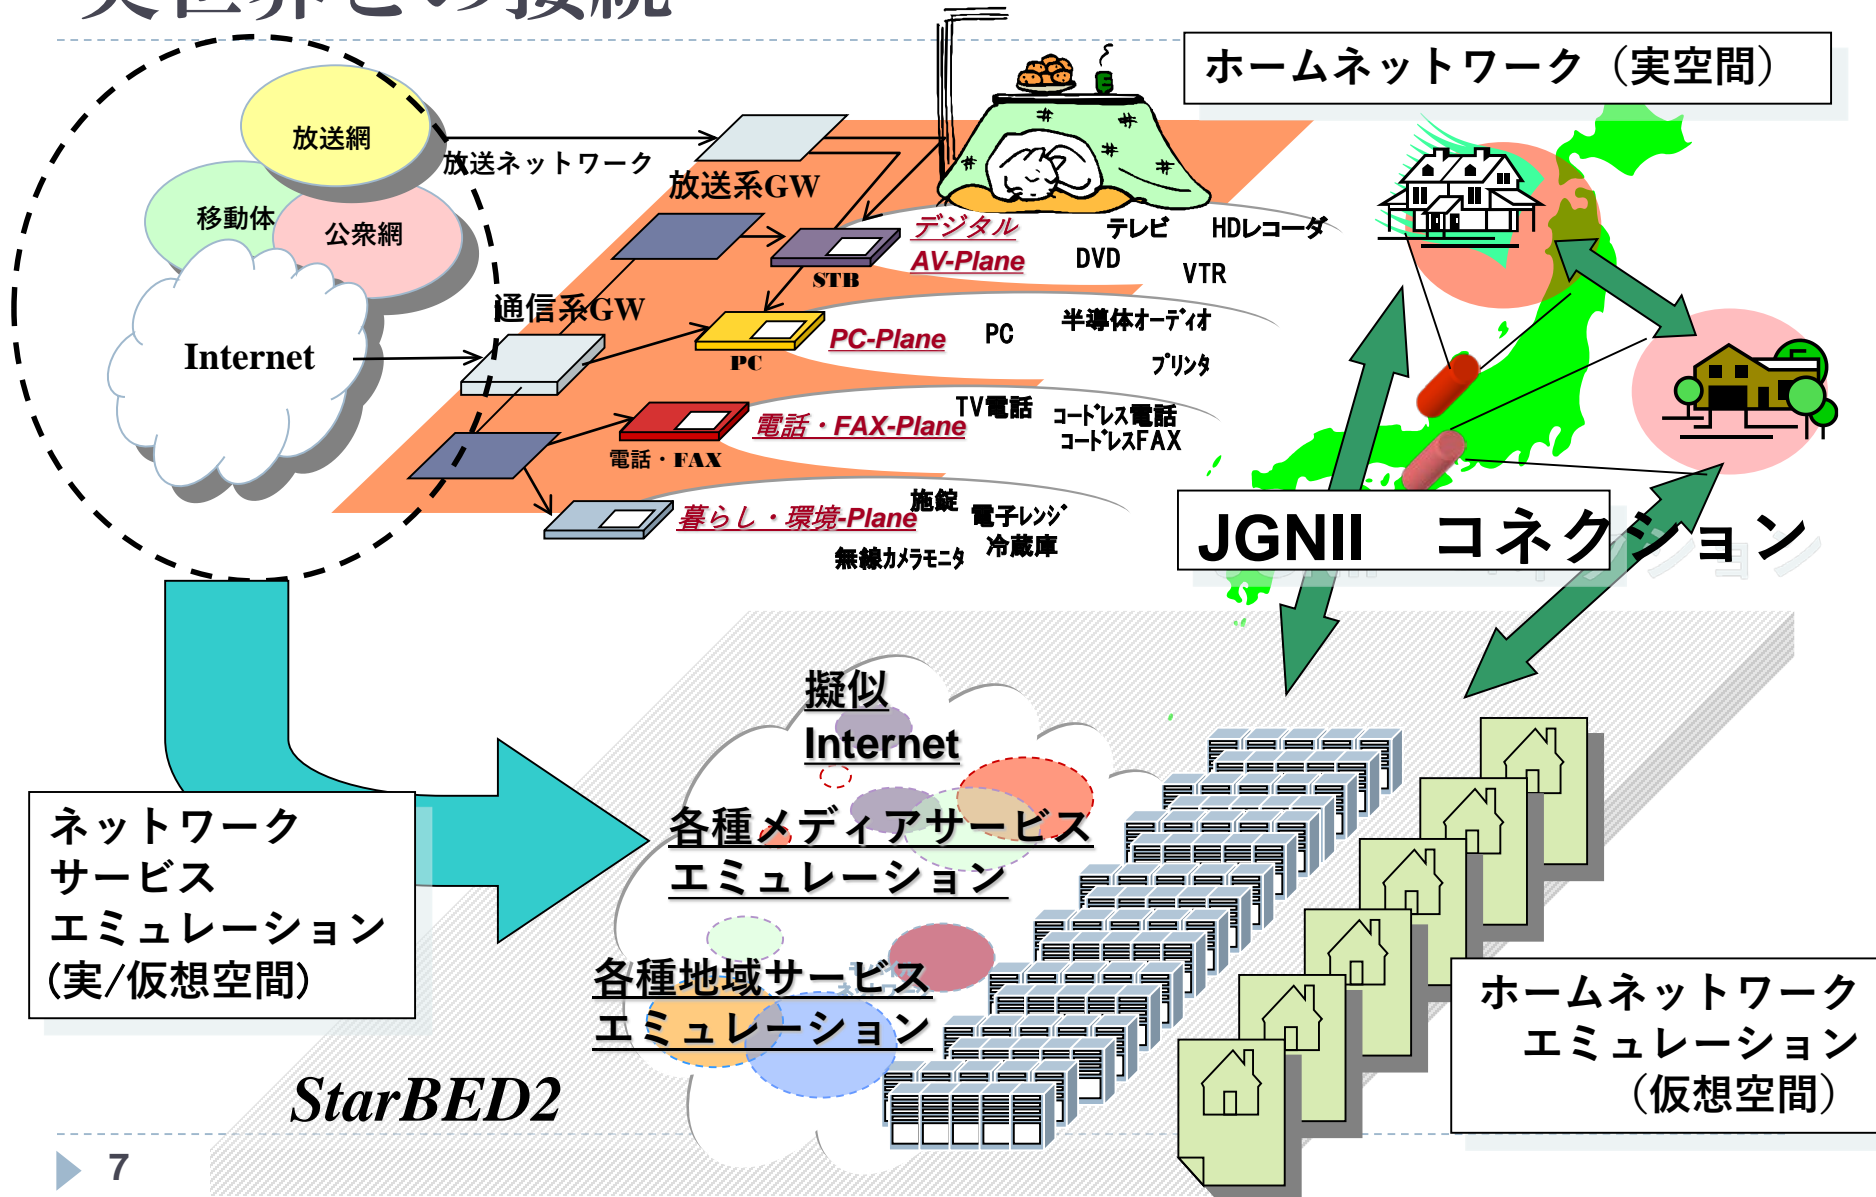 実世界との接続
ホームネットワーク（実空間）
放送網
移動体
公衆網
Internet
放送ネットワーク
放送系GW
通信系GW
STB
PC
電話・FAX
デジタル
AV-Plane
テレビ
HDレコーダ
DVD
VTR
PC-Plane
PC
半導体オーディオ
プリンタ
電話・FAX-Plane
TV電話
コードレス電話
コードレスFAX
暮らし・環境-Plane
施錠
電子レンジ
冷蔵庫
無線カメラモニタ
JGNII　コネクション
擬似
Internet
各種メディアサービス
エミュレーション
各種地域サービス
エミュレーション
ネットワーク
サービス
エミュレーション
(実/仮想空間)
StarBED2
ホームネットワーク
エミュレーション
（仮想空間）
7